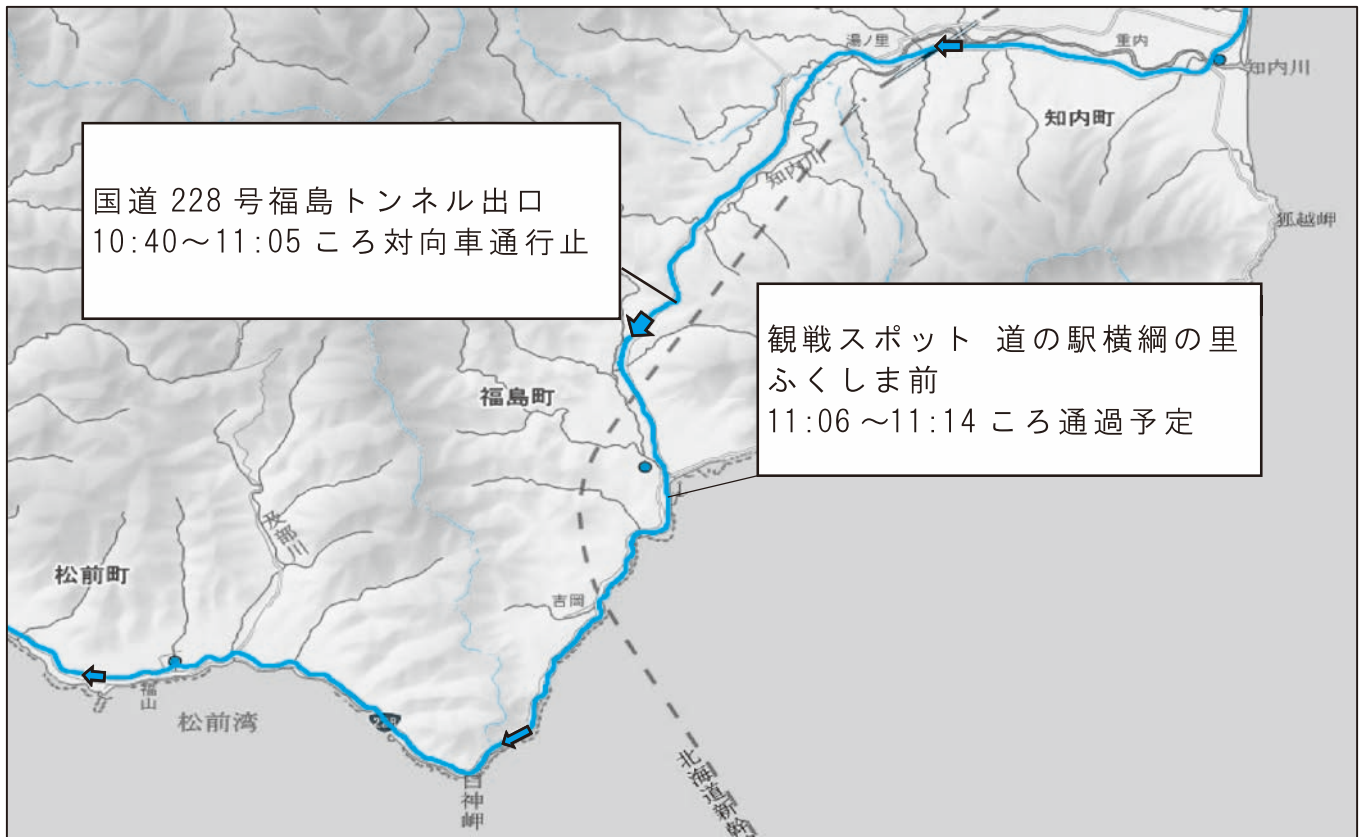 湯ノ里
重内
知内川
知内町
知内川
狐越岬
国道 228 号福島トンネル出口
10:40～11:05 ころ対向車通行止
観戦スポット 道の駅横綱の里
ふくしま前
11:06 ～11:14 ころ通過予定
福島町
及部川
松前町
吉岡
福山
松前湾
228
白神岬
北海道新幹